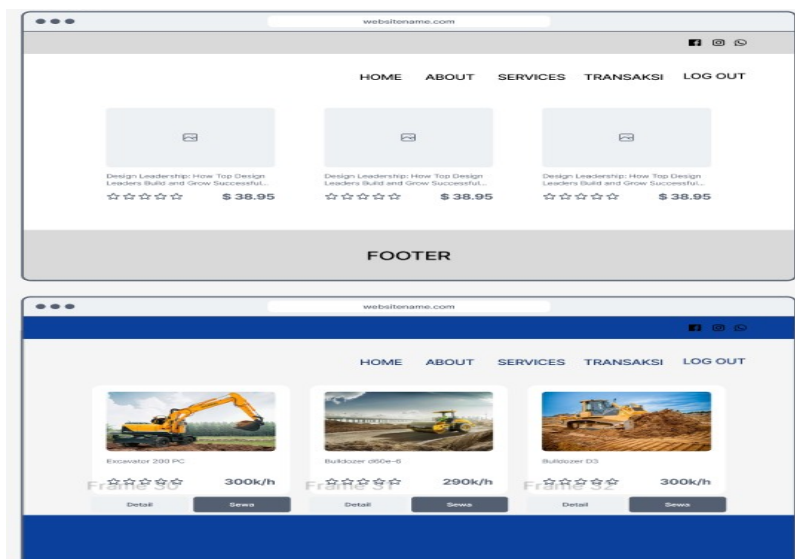 websitename.com
HOME ABOUT SERVICES TRANSAKSI LOG OUT
Design Leadership: How Top Design Leaders Build and Grow Successful...
$ 38.95
Design Leadership: How Top Design Leaders Build and Grow Successful...
$ 38.95
Design Leadership: How Top Design Leaders Build and Grow Successful...
$ 38.95
FOOTER
websitename.com
HOME ABOUT SERVICES TRANSAKSI LOG OUT
Excavator 200 PC
Bulldozer d60e-6
Bulldozer D3
Frame 30 300k/h
Frame 31 290k/h
Frame 32 300k/h
Detail Sewa
Detail Sewa
Detail Sewa